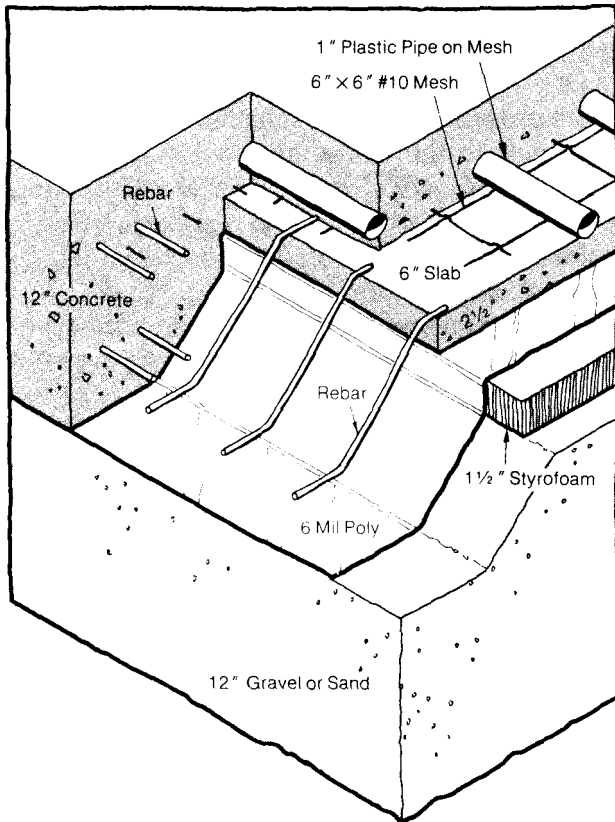 1" Plastic Pipe on Mesh
6" × 6" #10 Mesh
Rebar
6" Slab
12" Concrete
2½"
Rebar
1½" Styrofoam
6 Mil Poly
12" Gravel or Sand